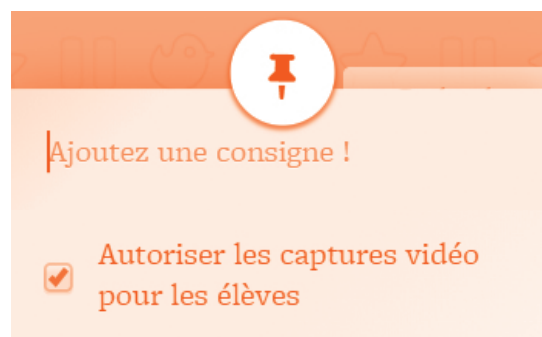 Ajoutez une consigne !
Autoriser les captures vidéo
pour les élèves